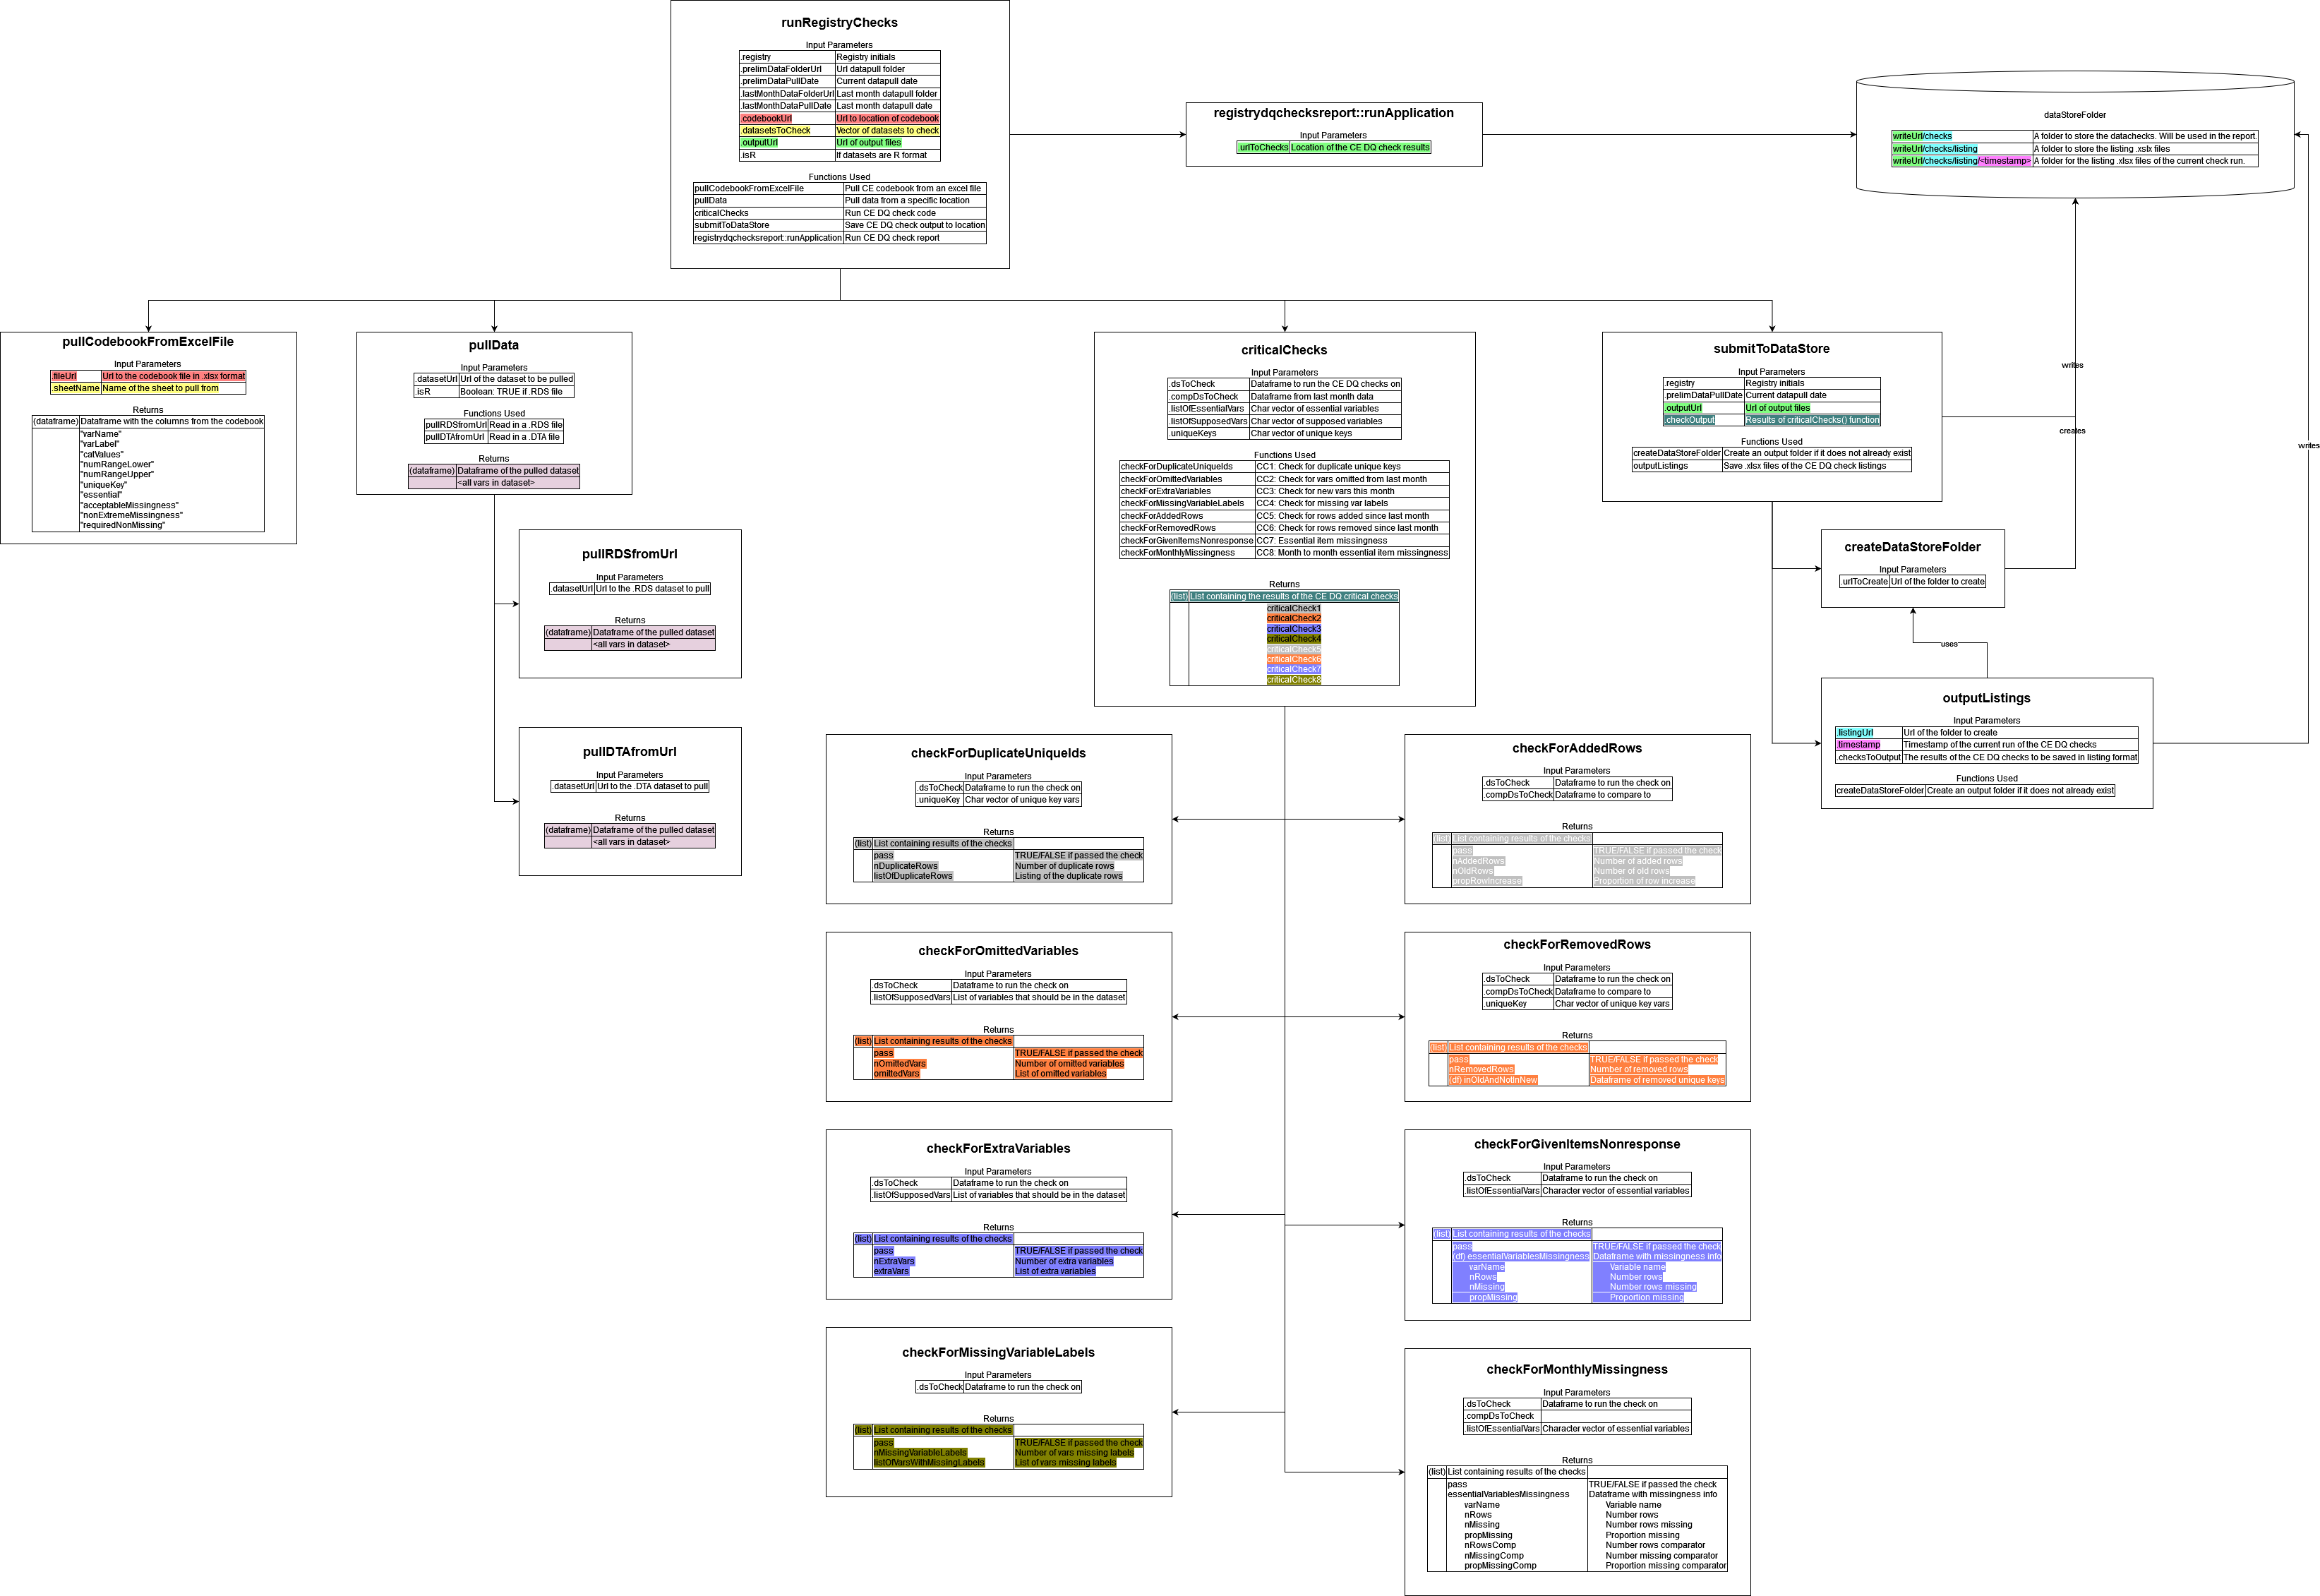 runRegistryChecks
Input Parameters
.registry Registry initials
.prelimDataFolderUrl Url datapull folder
.prelimDataPullDate Current datapull date
.lastMonthDataFolderUrl Last month datapull folder
.lastMonthDataPullDate Last month datapull date
.codebookUrl Url to location of codebook
.datasetsToCheck Vector of datasets to check
.outputUrl Url of output files
.isR If datasets are R format
Functions Used
pullCodebookFromExcelFile Pull CE codebook from an excel file
pullData Pull data from a specific location
criticalChecks Run CE DQ check code
submitToDataStore Save CE DQ check output to location
registrydqchecksreport::runApplication Run CE DQ check report
registrydqchecksreport::runApplication
Input Parameters
.urlToChecks Location of the CE DQ check results
dataStoreFolder
writeUrl/checks A folder to store the datachecks. Will be used in the report.
writeUrl/checks/listing A folder to store the listing .xslx files
writeUrl/checks/listing/<timestamp> A folder for the listing .xlsx files of the current check run.
pullCodebookFromExcelFile
Input Parameters
.fileUrl Url to the codebook file in .xlsx format
.sheetName Name of the sheet to pull from
Returns
(dataframe) Dataframe with the columns from the codebook
"varName"
"varLabel"
"catValues"
"numRangeLower"
"numRangeUpper"
"uniqueKey"
"essential"
"acceptableMissingness"
"nonExtremeMissingness"
"requiredNonMissing"
pullData
Input Parameters
.datasetUrl Url of the dataset to be pulled
.isR Boolean: TRUE if .RDS file
Functions Used
pullRDSfromUrl Read in a .RDS file
pullDTAfromUrl Read in a .DTA file
Returns
(dataframe) Dataframe of the pulled dataset
<all vars in dataset>
pullRDSfromUrl
Input Parameters
.datasetUrl Url to the .RDS dataset to pull
Returns
(dataframe) Dataframe of the pulled dataset
<all vars in dataset>
pullDTAfromUrl
Input Parameters
.datasetUrl Url to the .DTA dataset to pull
Returns
(dataframe) Dataframe of the pulled dataset
<all vars in dataset>
criticalChecks
Input Parameters
.dsToCheck Dataframe to run the CE DQ checks on
.compDsToCheck Dataframe from last month data
.listOfEssentialVars Char vector of essential variables
.listOfSupposedVars Char vector of supposed variables
.uniqueKeys Char vector of unique keys
Functions Used
checkForDuplicateUniqueIds CC1: Check for duplicate unique keys
checkForOmittedVariables CC2: Check for vars omitted from last month
checkForExtraVariables CC3: Check for new vars this month
checkForMissingVariableLabels CC4: Check for missing var labels
checkForAddedRows CC5: Check for rows added since last month
checkForRemovedRows CC6: Check for rows removed since last month
checkForGivenItemsNonresponse CC7: Essential item missingness
checkForMonthlyMissingness CC8: Month to month essential item missingness
Returns
(list) List containing the results of the CE DQ critical checks
criticalCheck1
criticalCheck2
criticalCheck3
criticalCheck4
criticalCheck5
criticalCheck6
criticalCheck7
criticalCheck8
submitToDataStore
Input Parameters
.registry Registry initials
.prelimDataPullDate Current datapull date
.outputUrl Url of output files
.checkOutput Results of criticalChecks() function
Functions Used
createDataStoreFolder Create an output folder if it does not already exist
outputListings Save .xlsx files of the CE DQ check listings
writes
creates
writes
createDataStoreFolder
Input Parameters
.urlToCreate Url of the folder to create
uses
outputListings
Input Parameters
.listingUrl Url of the folder to create
.timestamp Timestamp of the current run of the CE DQ checks
.checksToOutput The results of the CE DQ checks to be saved in listing format
Functions Used
createDataStoreFolder Create an output folder if it does not already exist
checkForDuplicateUniqueIds
Input Parameters
.dsToCheck Dataframe to run the check on
.uniqueKey Char vector of unique key vars
Returns
(list) List containing results of the checks
pass TRUE/FALSE if passed the check
nDuplicateRows Number of duplicate rows
listOfDuplicateRows Listing of the duplicate rows
checkForAddedRows
Input Parameters
.dsToCheck Dataframe to run the check on
.compDsToCheck Dataframe to compare to
Returns
(list) List containing results of the checks
pass TRUE/FALSE if passed the check
nAddedRows Number of added rows
nOldRows Number of old rows
propRowIncrease Proportion of row increase
checkForOmittedVariables
Input Parameters
.dsToCheck Dataframe to run the check on
.listOfSupposedVars List of variables that should be in the dataset
Returns
(list) List containing results of the checks
pass TRUE/FALSE if passed the check
nOmittedVars Number of omitted variables
omittedVars List of omitted variables
checkForRemovedRows
Input Parameters
.dsToCheck Dataframe to run the check on
.compDsToCheck Dataframe to compare to
.uniqueKey Char vector of unique key vars
Returns
(list) List containing results of the checks
pass TRUE/FALSE if passed the check
nRemovedRows Number of removed rows
(df) inOldAndNotInNew Dataframe of removed unique keys
checkForExtraVariables
Input Parameters
.dsToCheck Dataframe to run the check on
.listOfSupposedVars List of variables that should be in the dataset
Returns
(list) List containing results of the checks
pass TRUE/FALSE if passed the check
nExtraVars Number of extra variables
extraVars List of extra variables
checkForGivenItemsNonresponse
Input Parameters
.dsToCheck Dataframe to run the check on
.listOfEssentialVars Character vector of essential variables
Returns
(list) List containing results of the checks
pass TRUE/FALSE if passed the check
(df) essentialVariablesMissingness Dataframe with missingness info
varName Variable name
nRows Number rows
nMissing Number rows missing
propMissing Proportion missing
checkForMissingVariableLabels
Input Parameters
.dsToCheck Dataframe to run the check on
Returns
(list) List containing results of the checks
pass TRUE/FALSE if passed the check
nMissingVariableLabels Number of vars missing labels
listOfVarsWithMissingLabels List of vars missing labels
checkForMonthlyMissingness
Input Parameters
.dsToCheck Dataframe to run the check on
.compDsToCheck
.listOfEssentialVars Character vector of essential variables
Returns
(list) List containing results of the checks
pass TRUE/FALSE if passed the check
essentialVariablesMissingness Dataframe with missingness info
varName Variable name
nRows Number rows
nMissing Number rows missing
propMissing Proportion missing
nRowsComp Number rows comparator
nMissingComp Number missing comparator
propMissingComp Proportion missing comparator